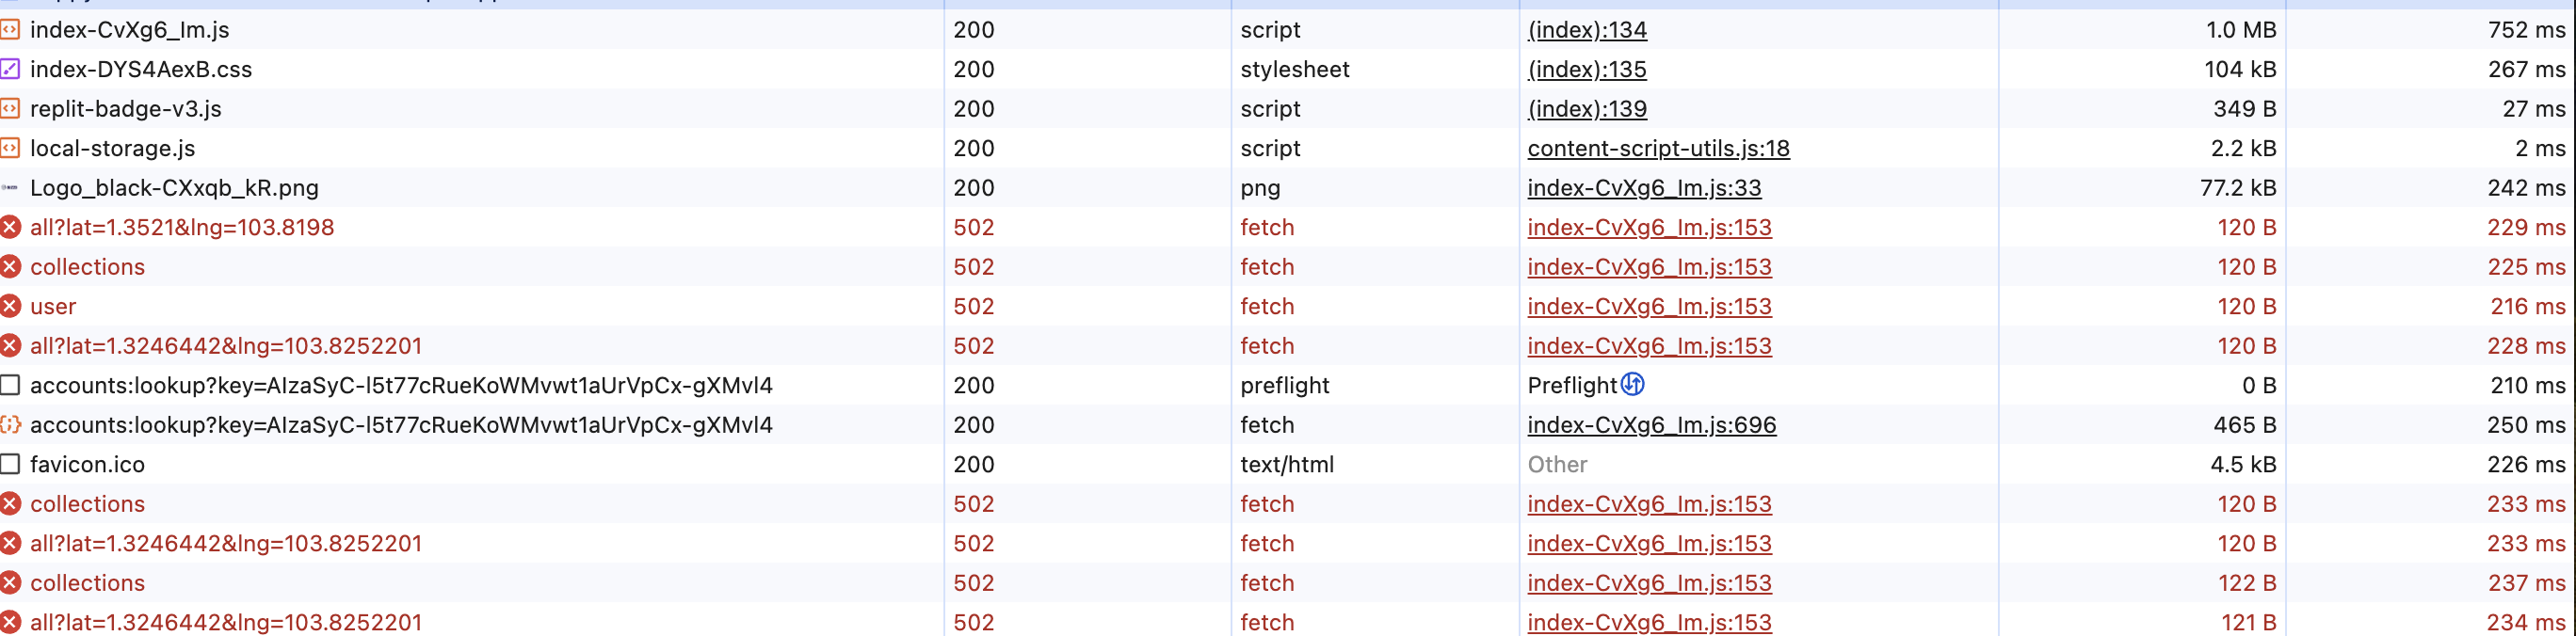 index-CvXg6_Im.js 200 script (index):134 1.0 MB 752 ms
index-DYS4AexB.css 200 stylesheet (index):135 104 kB 267 ms
replit-badge-v3.js 200 script (index):139 349 B 27 ms
local-storage.js 200 script content-script-utils.js:18 2.2 kB 2 ms
Logo_black-CXxqb_kR.png 200 png index-CvXg6_Im.js:33 77.2 kB 242 ms
all?lat=1.3521&lng=103.8198 502 fetch index-CvXg6_Im.js:153 120 B 229 ms
collections 502 fetch index-CvXg6_Im.js:153 120 B 225 ms
user 502 fetch index-CvXg6_Im.js:153 120 B 216 ms
all?lat=1.3246442&lng=103.8252201 502 fetch index-CvXg6_Im.js:153 120 B 228 ms
accounts:lookup?key=AIzaSyC-l5t77cRueKoWMvwt1aUrVpCx-gXMvl4 200 preflight Preflight 0 B 210 ms
accounts:lookup?key=AIzaSyC-l5t77cRueKoWMvwt1aUrVpCx-gXMvl4 200 fetch index-CvXg6_Im.js:696 465 B 250 ms
favicon.ico 200 text/html Other 4.5 kB 226 ms
collections 502 fetch index-CvXg6_Im.js:153 120 B 233 ms
all?lat=1.3246442&lng=103.8252201 502 fetch index-CvXg6_Im.js:153 120 B 233 ms
collections 502 fetch index-CvXg6_Im.js:153 122 B 237 ms
all?lat=1.3246442&lng=103.8252201 502 fetch index-CvXg6_Im.js:153 121 B 234 ms